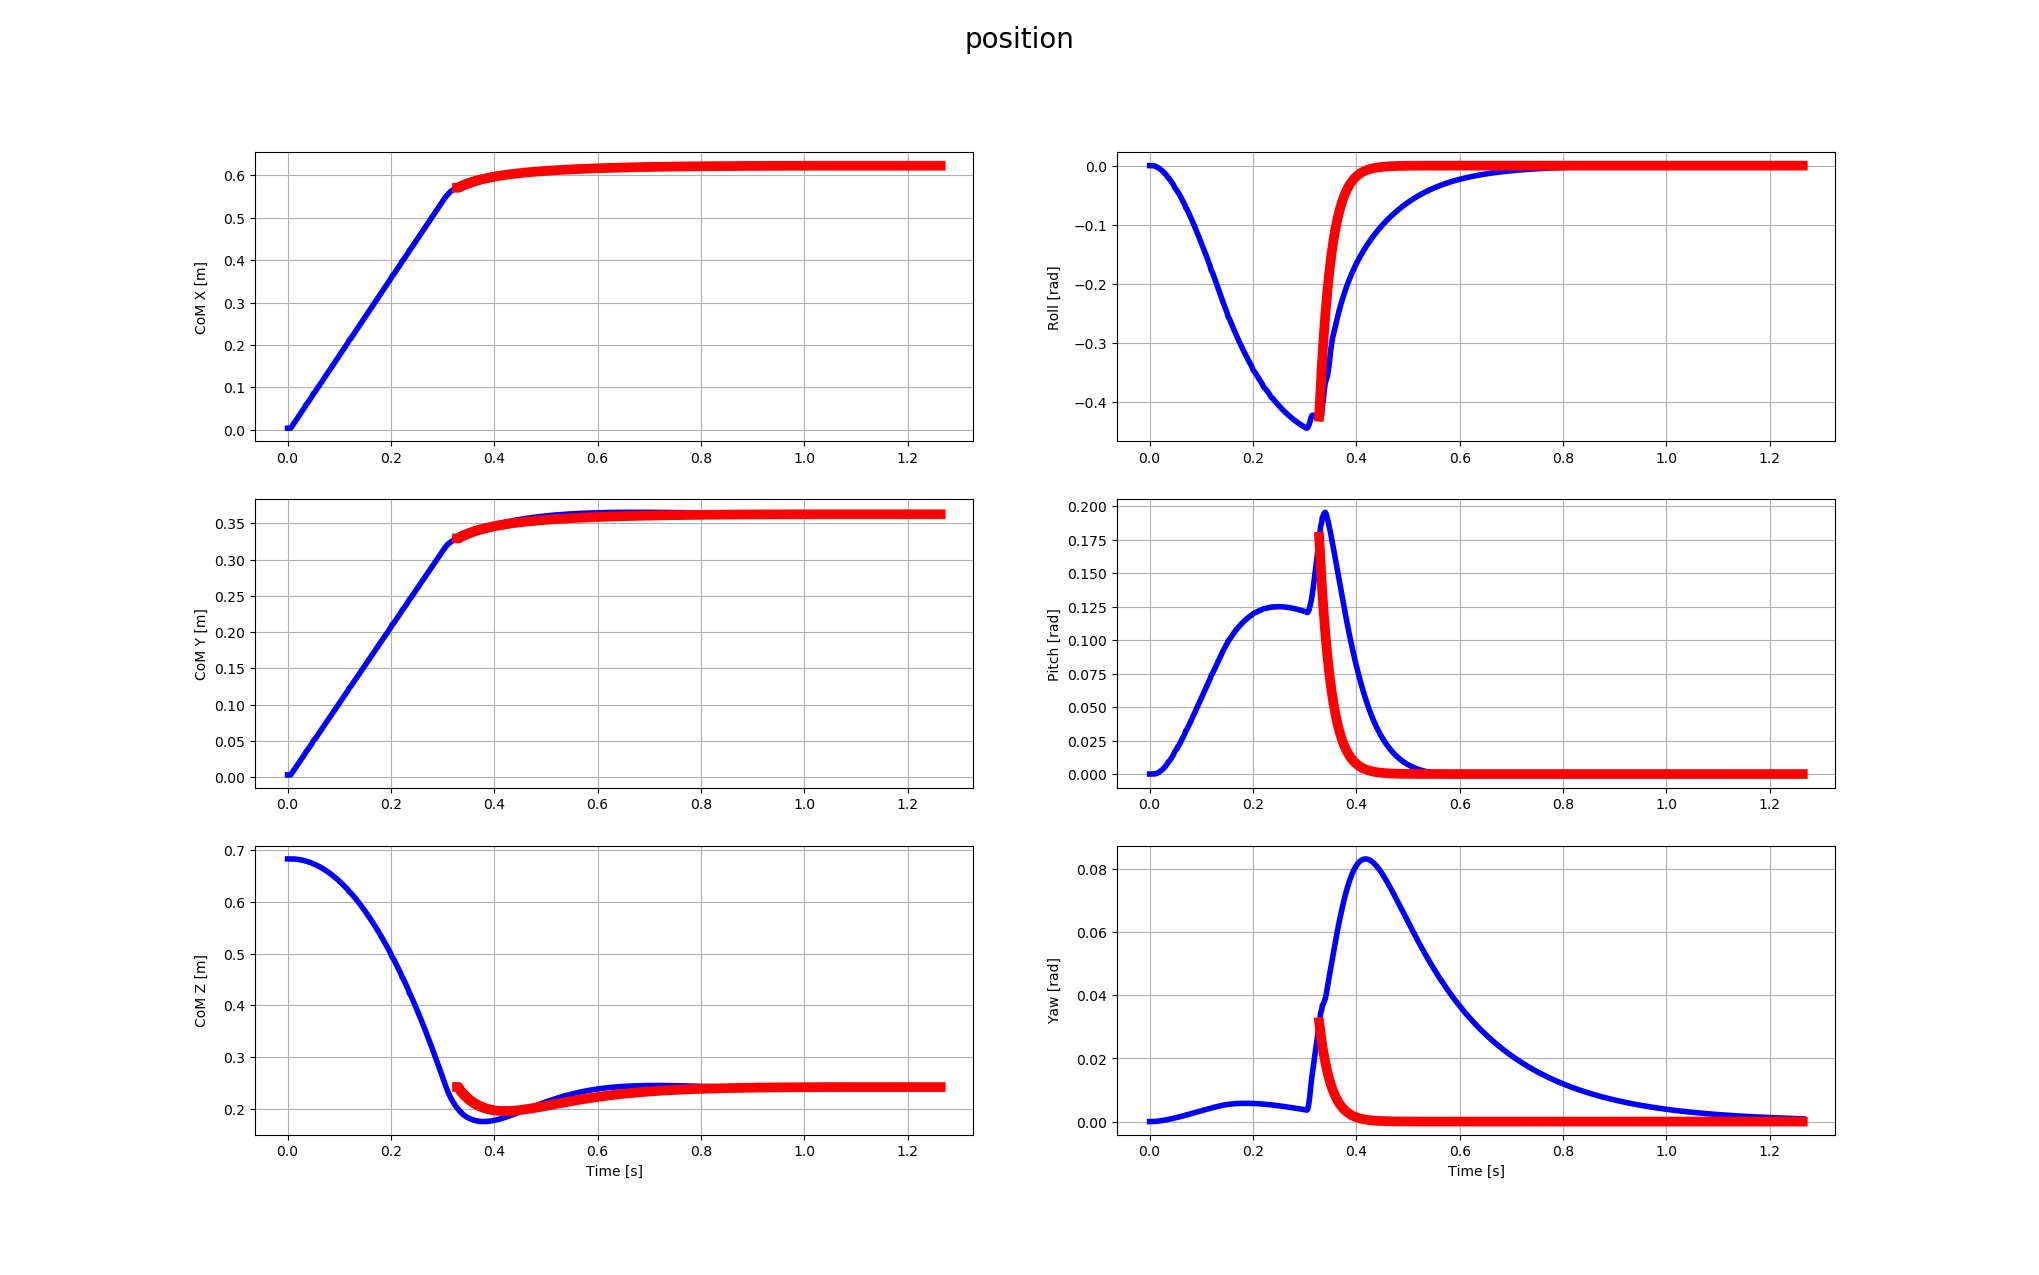 position
CoM X [m]
0.6
0.5
0.4
0.3
0.2
0.1
0.0
0.0 0.2 0.4 0.6 0.8 1.0 1.2
Roll [rad]
0.0
−0.1
−0.2
−0.3
−0.4
0.0 0.2 0.4 0.6 0.8 1.0 1.2
CoM Y [m]
0.35
0.30
0.25
0.20
0.15
0.10
0.05
0.00
0.0 0.2 0.4 0.6 0.8 1.0 1.2
Pitch [rad]
0.200
0.175
0.150
0.125
0.100
0.075
0.050
0.025
0.000
0.0 0.2 0.4 0.6 0.8 1.0 1.2
CoM Z [m]
0.7
0.6
0.5
0.4
0.3
0.2
0.0 0.2 0.4 0.6 0.8 1.0 1.2
Time [s]
Yaw [rad]
0.08
0.06
0.04
0.02
0.00
0.0 0.2 0.4 0.6 0.8 1.0 1.2
Time [s]